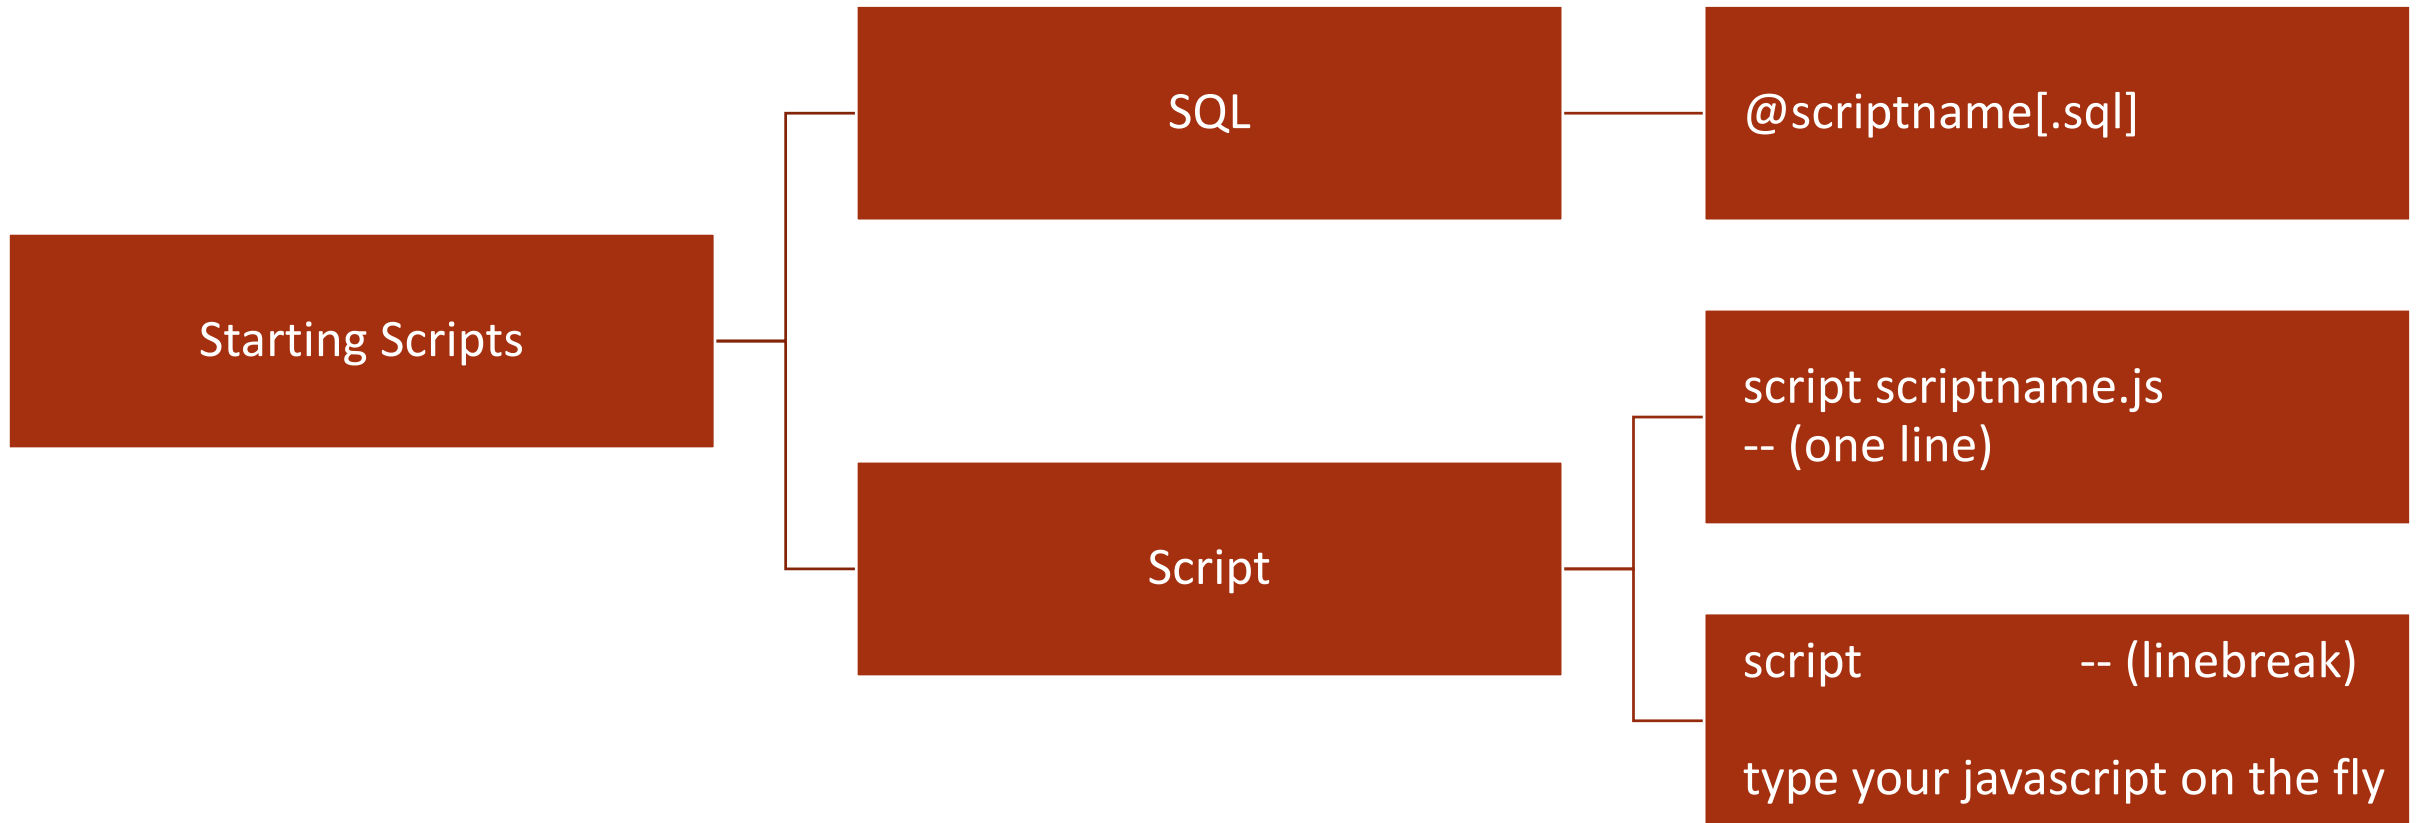 Starting Scripts
SQL
@scriptname[.sql]
Script
script scriptname.js
-- (one line)
script -- (linebreak)
type your javascript on the fly